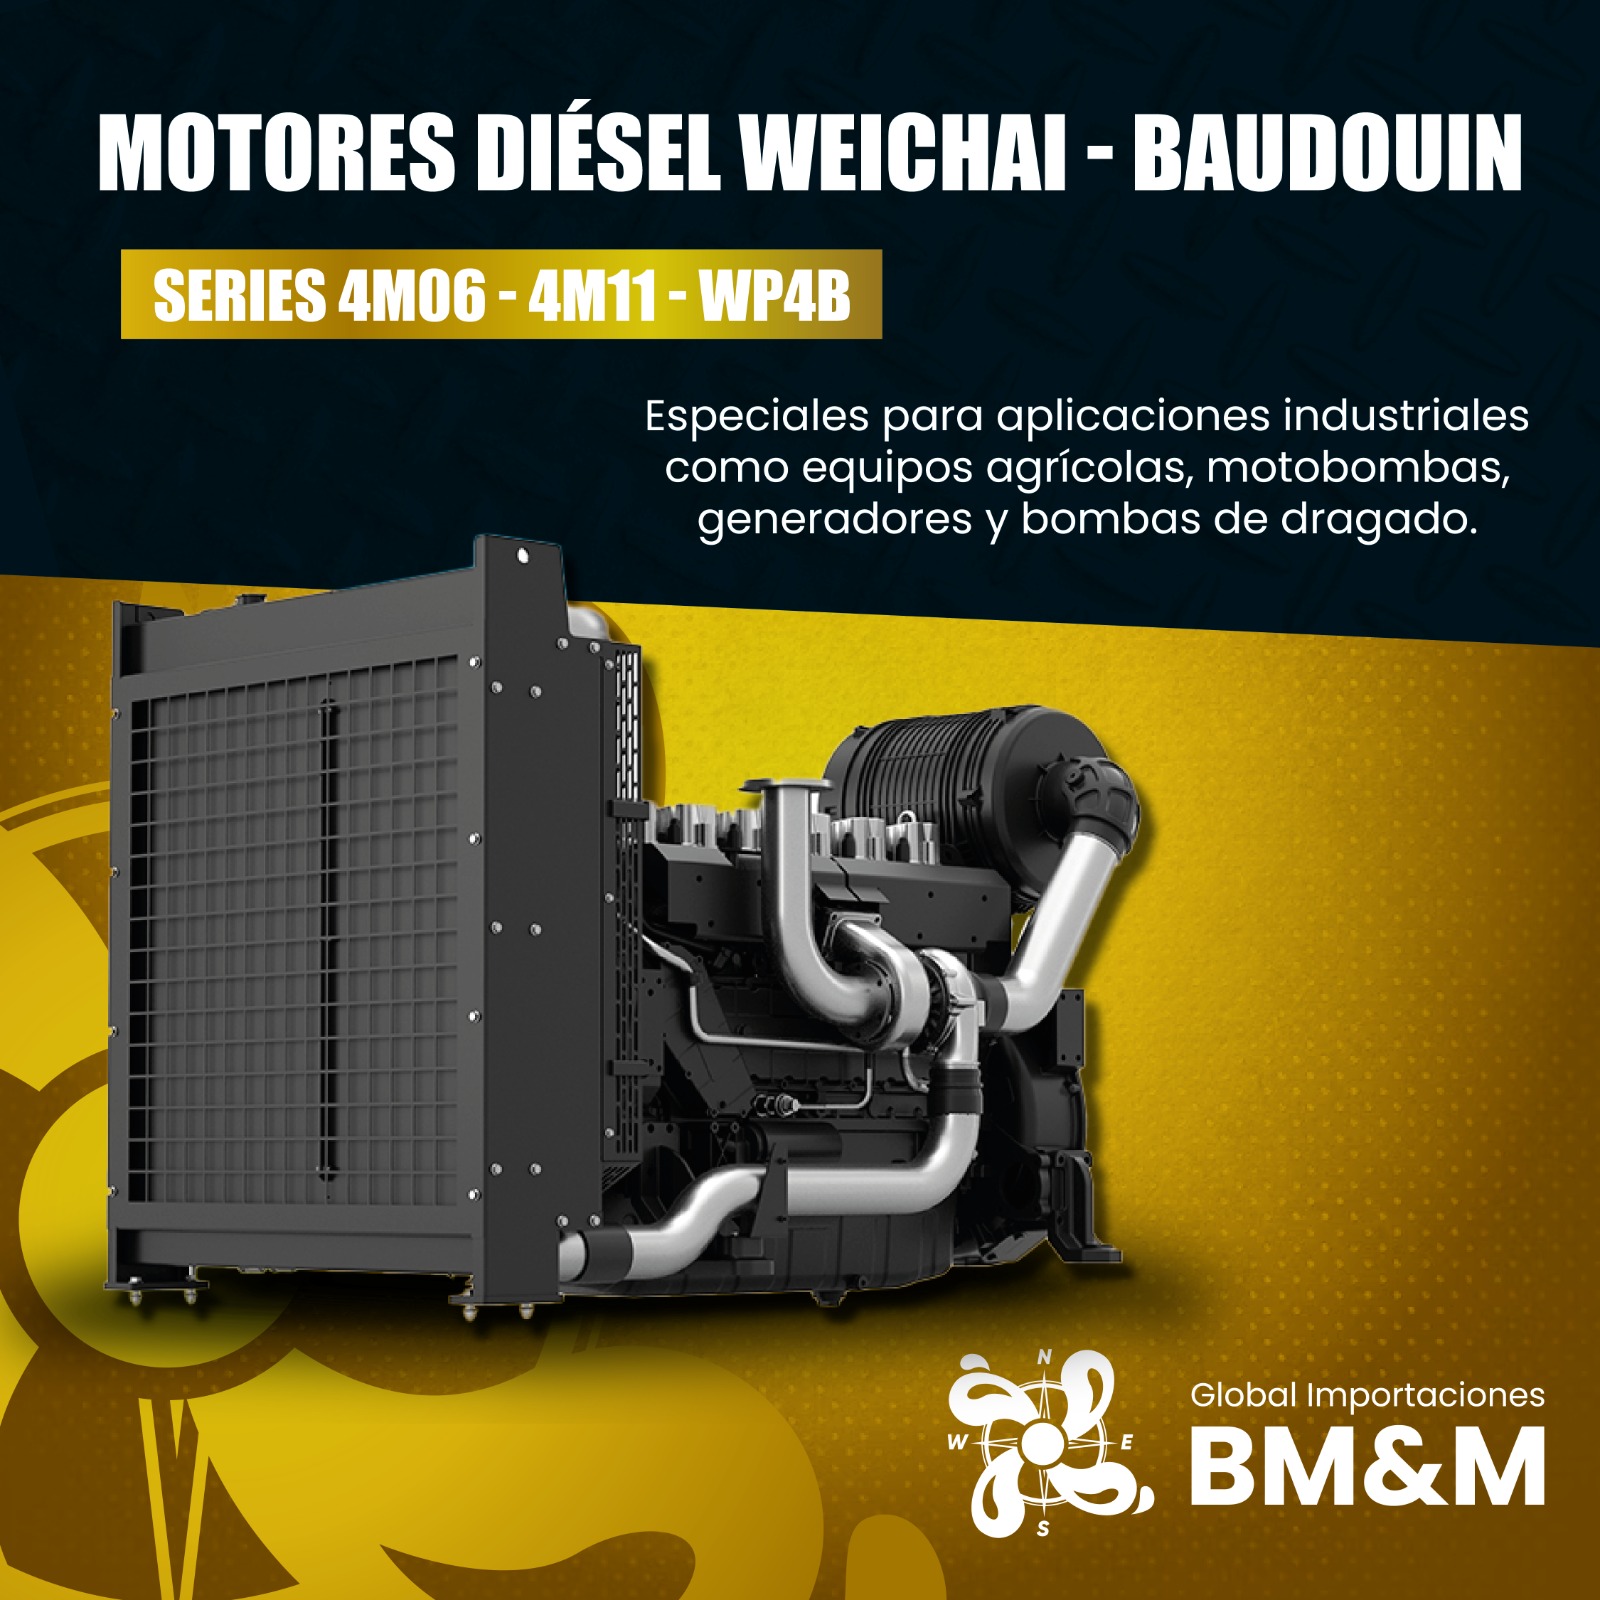 MOTORES DIÉSEL WEICHAI - BAUDOUIN
SERIES 4M06 - 4M11 - WP4B
Especiales para aplicaciones industriales
como equipos agrícolas, motobombas,
generadores y bombas de dragado.
N
W E
S
Global Importaciones
BM&M